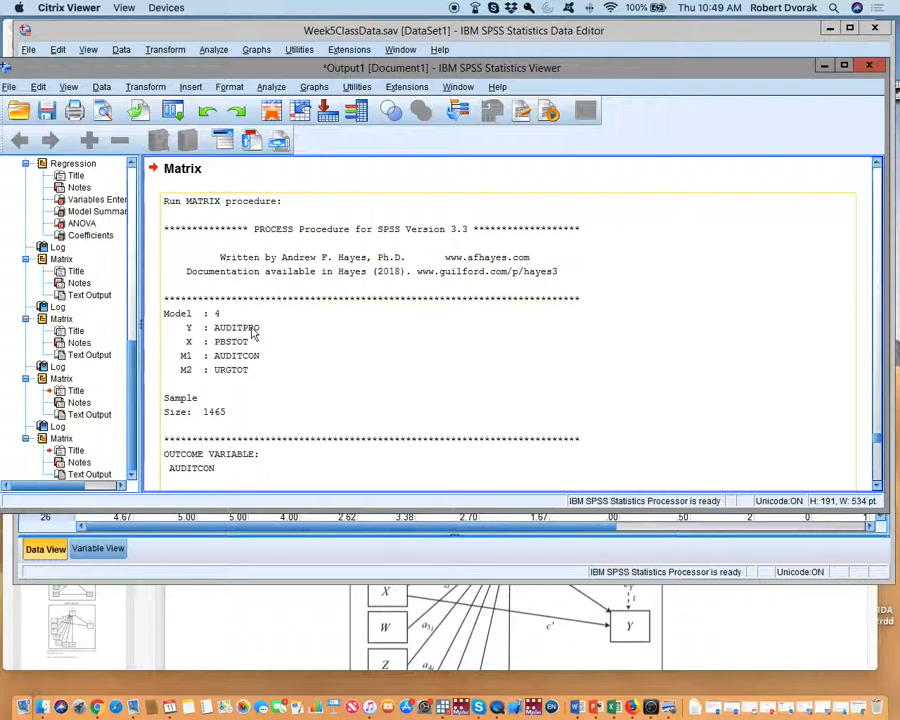 Citrix Viewer View Devices 100% Thu 10:49 AM Robert Dvorak
Week5ClassData.sav [DataSet1] - IBM SPSS Statistics Data Editor
File Edit View Data Transform Analyze Graphs Utilities Extensions Window Help
*Output1 [Document1] - IBM SPSS Statistics Viewer
File Edit View Data Transform Insert Format Analyze Graphs Utilities Extensions Window Help
Regression
Title
Notes
Variables Enter
Model Summar
ANOVA
Coefficients
Log
Matrix
Title
Notes
Text Output
Log
Matrix
Title
Notes
Text Output
Log
Matrix
Title
Notes
Text Output
Log
Matrix
Title
Notes
Text Output
Matrix
Run MATRIX procedure:
*************** PROCESS Procedure for SPSS Version 3.3 *******************
Written by Andrew F. Hayes, Ph.D. www.afhayes.com
Documentation available in Hayes (2018). www.guilford.com/p/hayes3
**************************************************************************
Model : 4
Y : AUDITPRO
X : PBSTOT
M1 : AUDITCON
M2 : URGTOT
Sample
Size: 1465
**************************************************************************
OUTCOME VARIABLE:
AUDITCON
IBM SPSS Statistics Processor is ready Unicode:ON H: 191, W: 534 pt.
26 4.67 5.00 5.00 2.62 3.38 2.70 1.67 .00 .50 2 0 1
Data View Variable View
IBM SPSS Statistics Processor is ready Unicode:ON
X
W
Z
c'
1
Y